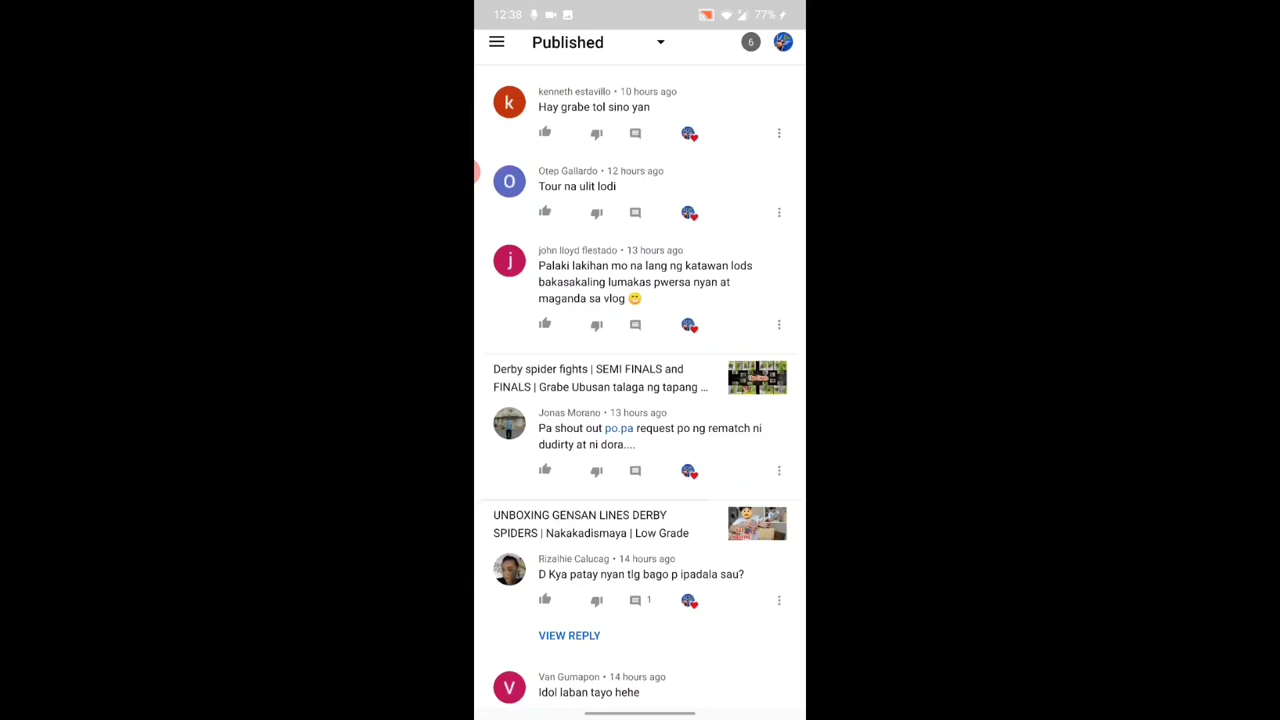 12:38
77%
Published
6
k
kenneth estavillo • 10 hours ago
Hay grabe tol sino yan
O
Otep Gallardo • 12 hours ago
Tour na ulit lodi
j
john lloyd flestado • 13 hours ago
Palaki lakihan mo na lang ng katawan lods
bakasakaling lumakas pwersa nyan at
maganda sa vlog 😁
Derby spider fights | SEMI FINALS and
FINALS | Grabe Ubusan talaga ng tapang ...
Jonas Morano • 13 hours ago
Pa shout out po.pa request po ng rematch ni
dudirty at ni dora....
UNBOXING GENSAN LINES DERBY
SPIDERS | Nakakadismaya | Low Grade
Rizalhie Calucag • 14 hours ago
D Kya patay nyan tlg bago p ipadala sau?
1
VIEW REPLY
V
Van Gumapon • 14 hours ago
Idol laban tayo hehe